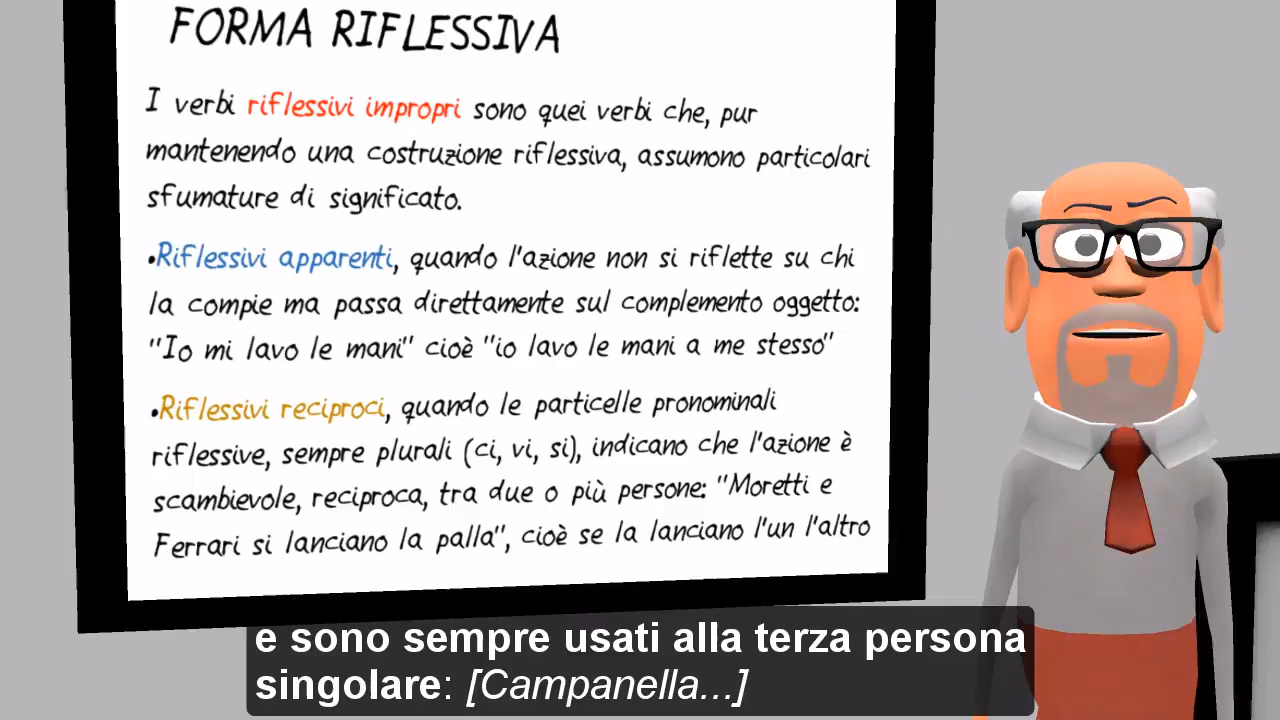 FORMA RIFLESSIVA
I verbi riflessivi impropri sono quei verbi che, pur
mantenendo una costruzione riflessiva, assumono particolari
sfumature di significato.
•Riflessivi apparenti, quando l'azione non si riflette su chi
la compie ma passa direttamente sul complemento oggetto:
"Io mi lavo le mani" cioè "io lavo le mani a me stesso"
•Riflessivi reciproci, quando le particelle pronominali
riflessive, sempre plurali (ci, vi, si), indicano che l'azione è
scambievole, reciproca, tra due o più persone: "Moretti e
Ferrari si lanciano la palla", cioè se la lanciano l'un l'altro
e sono sempre usati alla terza persona
singolare: [Campanella...]